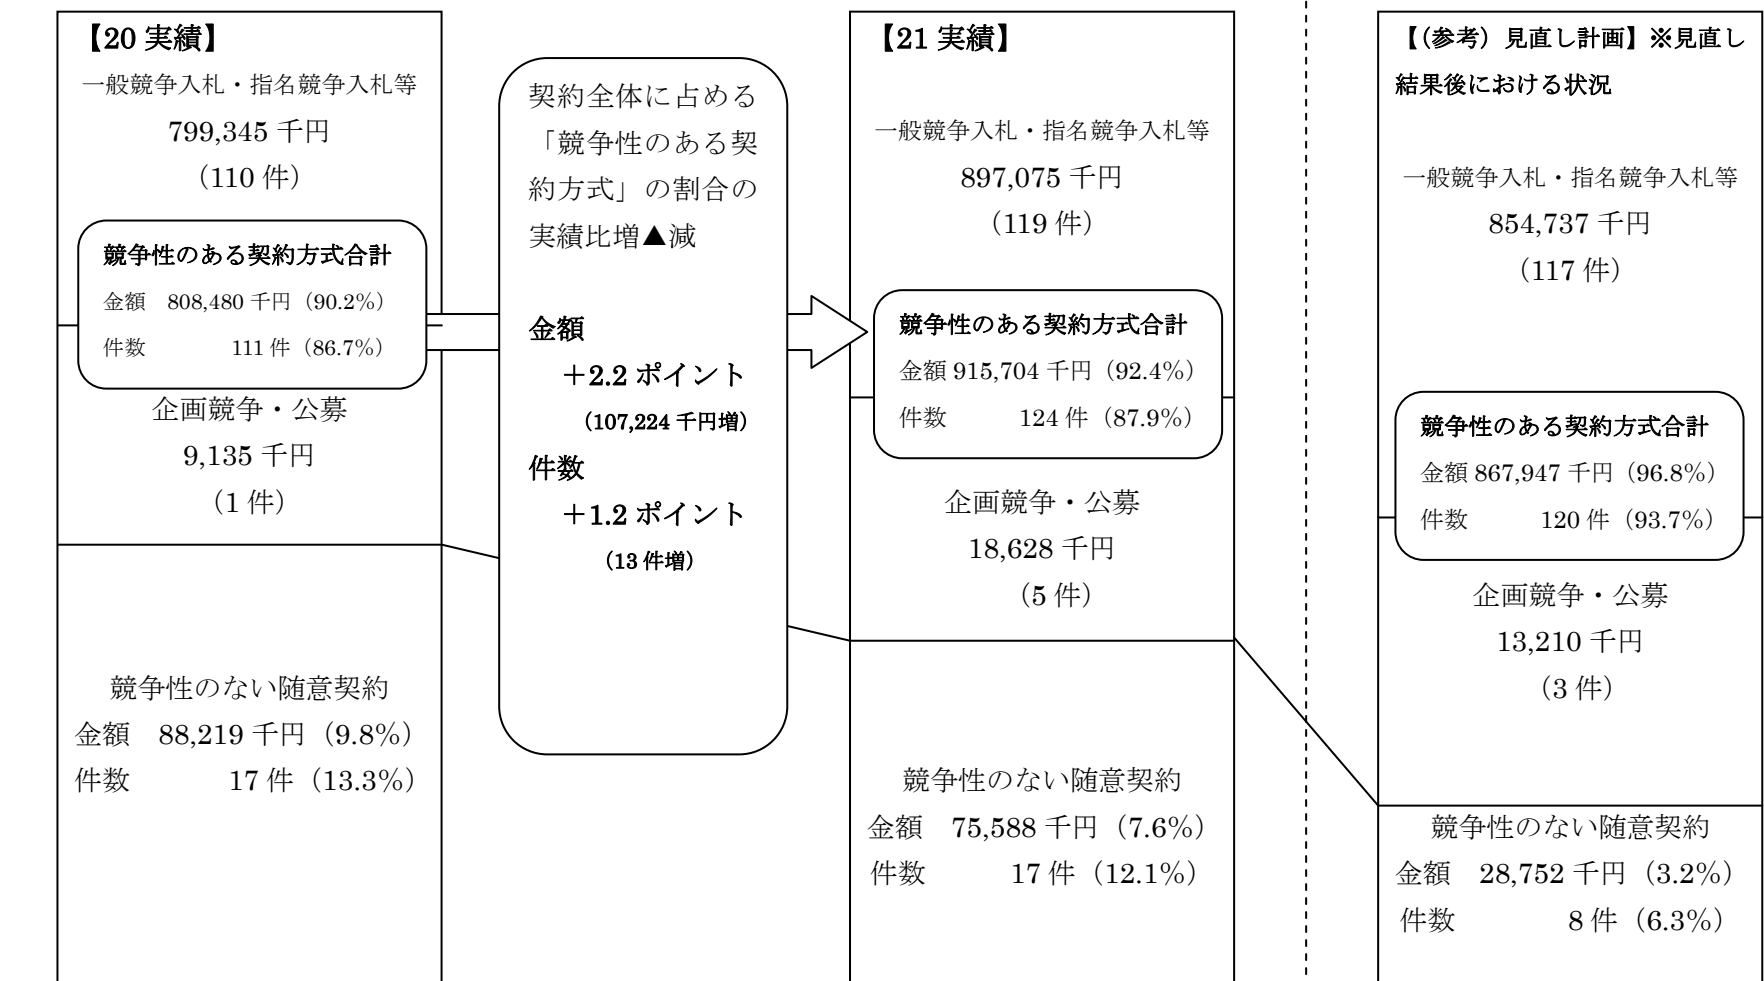 【20 実績】
一般競争入札・指名競争入札等
799,345 千円
（110 件）
競争性のある契約方式合計
金額　808,480 千円（90.2％）
件数　　　　111 件（86.7％）
企画競争・公募
9,135 千円
（1 件）
競争性のない随意契約
金額　88,219 千円（9.8％）
件数　　　　17 件（13.3％）
契約全体に占める
「競争性のある契
約方式」の割合の
実績比増▲減
金額
＋2.2 ポイント
（107,224 千円増）
件数
＋1.2 ポイント
（13 件増）
【21 実績】
一般競争入札・指名競争入札等
897,075 千円
（119 件）
競争性のある契約方式合計
金額 915,704 千円（92.4％）
件数　　　　124 件（87.9％）
企画競争・公募
18,628 千円
（5 件）
競争性のない随意契約
金額　75,588 千円（7.6％）
件数　　　　17 件（12.1％）
【（参考）見直し計画】※見直し
結果後における状況
一般競争入札・指名競争入札等
854,737 千円
（117 件）
競争性のある契約方式合計
金額 867,947 千円（96.8％）
件数　　　　120 件（93.7％）
企画競争・公募
13,210 千円
（3 件）
競争性のない随意契約
金額　28,752 千円（3.2％）
件数　　　　　8 件（6.3％）